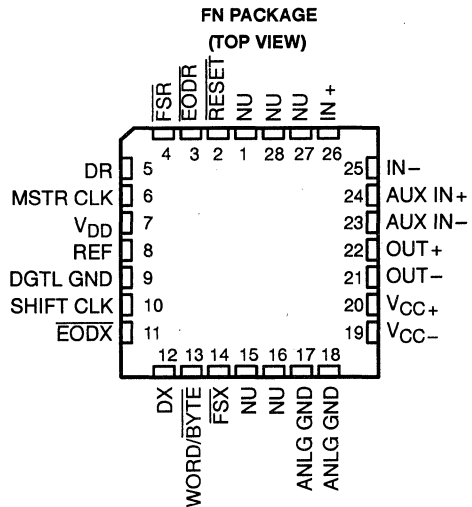 FN PACKAGE
(TOP VIEW)
FSR
EODR
RESET
NU
NU
NU
IN +
4 3 2 1 28 27 26
DR 5
MSTR CLK 6
VDD 7
REF 8
DGTL GND 9
SHIFT CLK 10
EODX 11
25 IN−
24 AUX IN+
23 AUX IN−
22 OUT+
21 OUT−
20 VCC+
19 VCC−
12 13 14 15 16 17 18
DX
WORD/BYTE
FSX
NU
NU
ANLG GND
ANLG GND